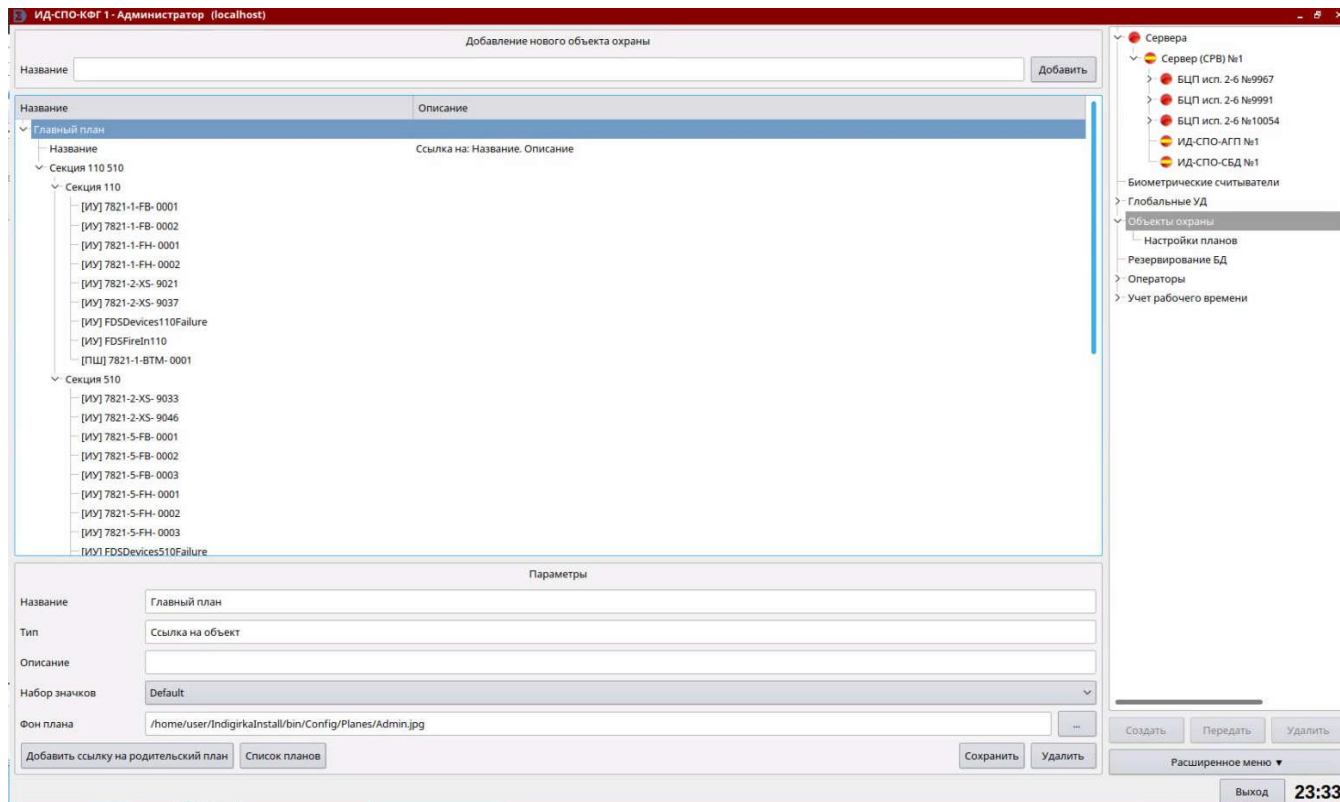 ИД-СПО-КФГ 1 - Администратор (localhost)
Добавление нового объекта охраны
Название
Добавить
Название Описание
Главный план
Название Ссылка на: Название. Описание
Секция 110 510
Секция 110
[ИУ] 7821-1-FB- 0001
[ИУ] 7821-1-FB- 0002
[ИУ] 7821-1-FH- 0001
[ИУ] 7821-1-FH- 0002
[ИУ] 7821-2-XS- 9021
[ИУ] 7821-2-XS- 9037
[ИУ] FDSDevices110Failure
[ИУ] FDSFireIn110
[ПШ] 7821-1-BTM- 0001
Секция 510
[ИУ] 7821-2-XS- 9033
[ИУ] 7821-2-XS- 9046
[ИУ] 7821-5-FB- 0001
[ИУ] 7821-5-FB- 0002
[ИУ] 7821-5-FB- 0003
[ИУ] 7821-5-FH- 0001
[ИУ] 7821-5-FH- 0002
[ИУ] 7821-5-FH- 0003
[ИУ] FDSDevices510Failure
Параметры
Название Главный план
Тип Ссылка на объект
Описание
Набор значков Default
Фон плана /home/user/IndigirkaInstall/bin/Config/Planes/Admin.jpg ...
Добавить ссылку на родительский план Список планов Сохранить Удалить
Сервера
Сервер (СРВ) №1
БЦП исп. 2-6 №9967
БЦП исп. 2-6 №9991
БЦП исп. 2-6 №10054
ИД-СПО-АГП №1
ИД-СПО-СБД №1
Биометрические считыватели
Глобальные УД
Объекты охраны
Настройки планов
Резервирование БД
Операторы
Учет рабочего времени
Создать Передать Удалить
Расширенное меню ▼
Выход 23:33